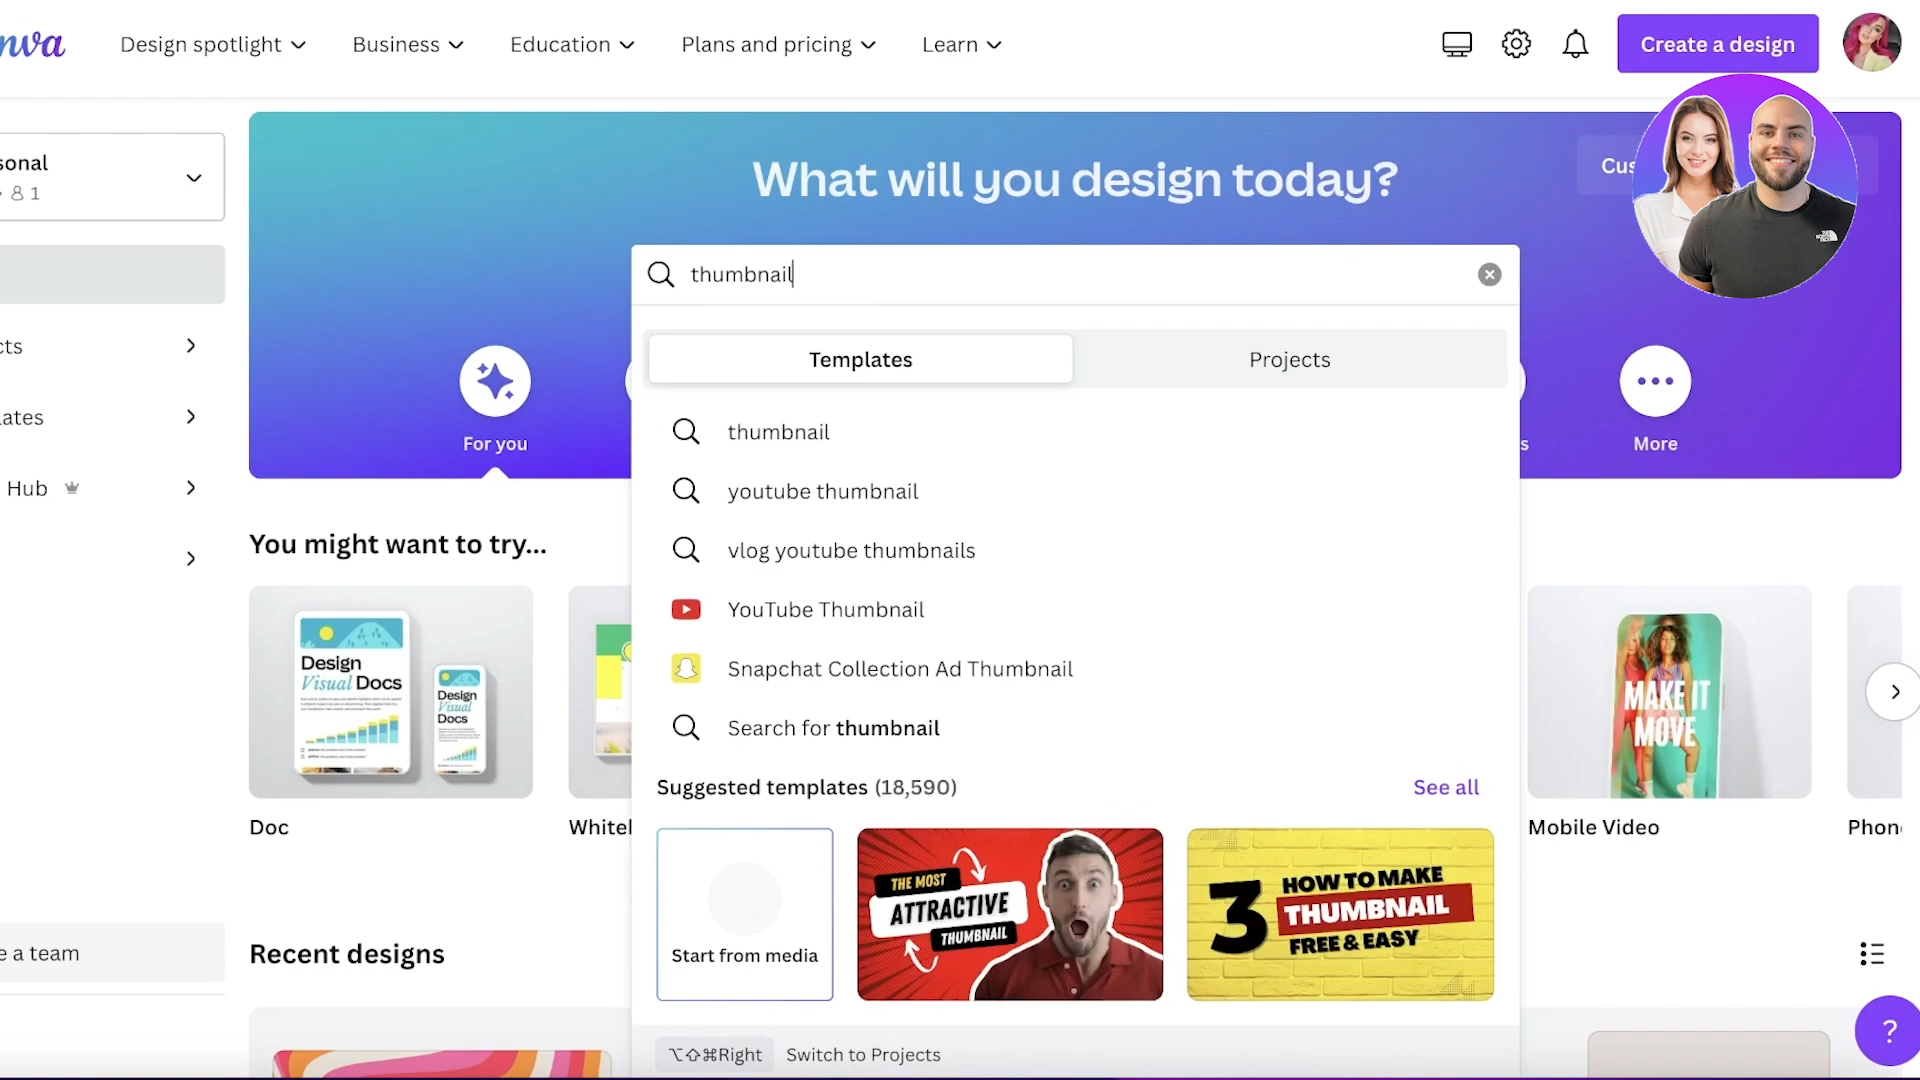 nva
Design spotlight
Business
Education
Plans and pricing
Learn
Create a design
sonal
1
What will you design today?
Cus
thumbnail
Templates
Projects
cts
ates
Hub
For you
s
More
thumbnail
youtube thumbnail
vlog youtube thumbnails
YouTube Thumbnail
Snapchat Collection Ad Thumbnail
Search for thumbnail
You might want to try...
Design
Visual Docs
Design
Visual
Docs
MAKE IT
MOVE
Suggested templates (18,590)
See all
Doc
Whitel
Mobile Video
Phon
Start from media
THE MOST
ATTRACTIVE
THUMBNAIL
3
HOW TO MAKE
THUMBNAIL
FREE & EASY
e a team
Recent designs
⌥⇧⌘Right
Switch to Projects
?
THE
NORTH
FACE